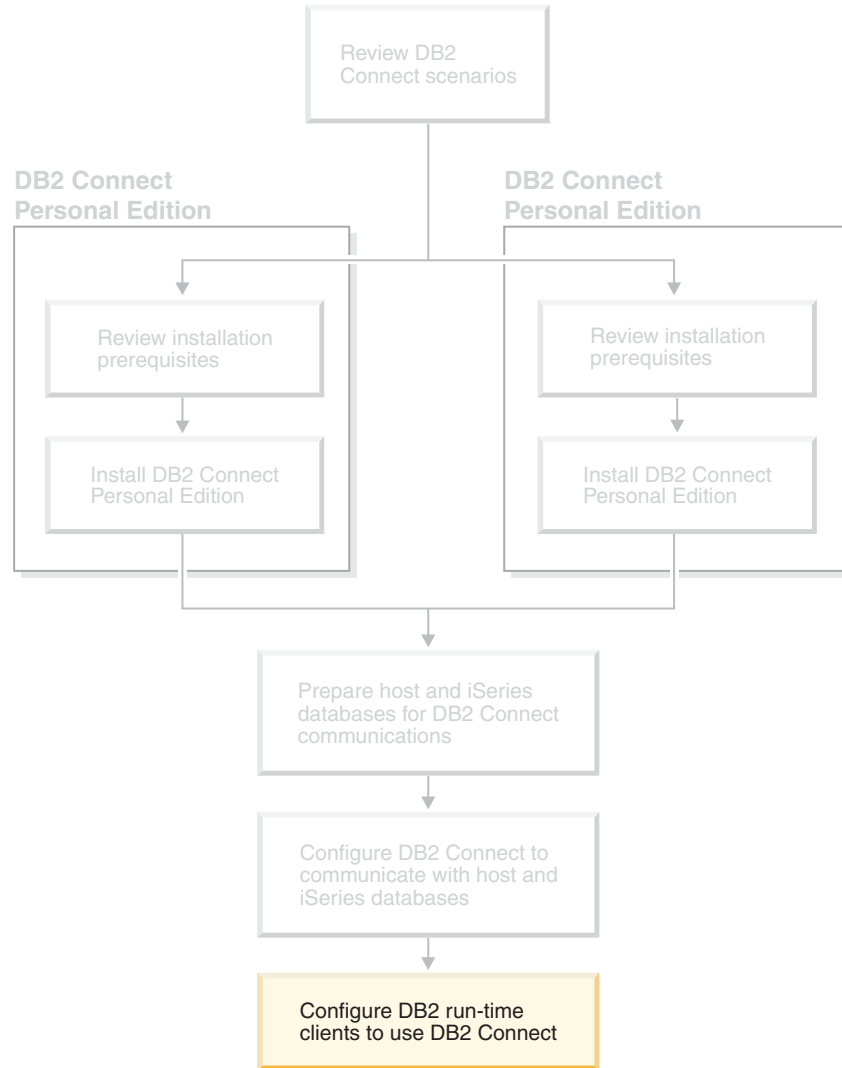 Review DB2
Connect scenarios
DB2 Connect
Personal Edition
Review installation
prerequisites
Install DB2 Connect
Personal Edition
DB2 Connect
Personal Edition
Review installation
prerequisites
Install DB2 Connect
Personal Edition
Prepare host and iSeries
databases for DB2 Connect
communications
Configure DB2 Connect to
communicate with host and
iSeries databases
Configure DB2 run-time
clients to use DB2 Connect